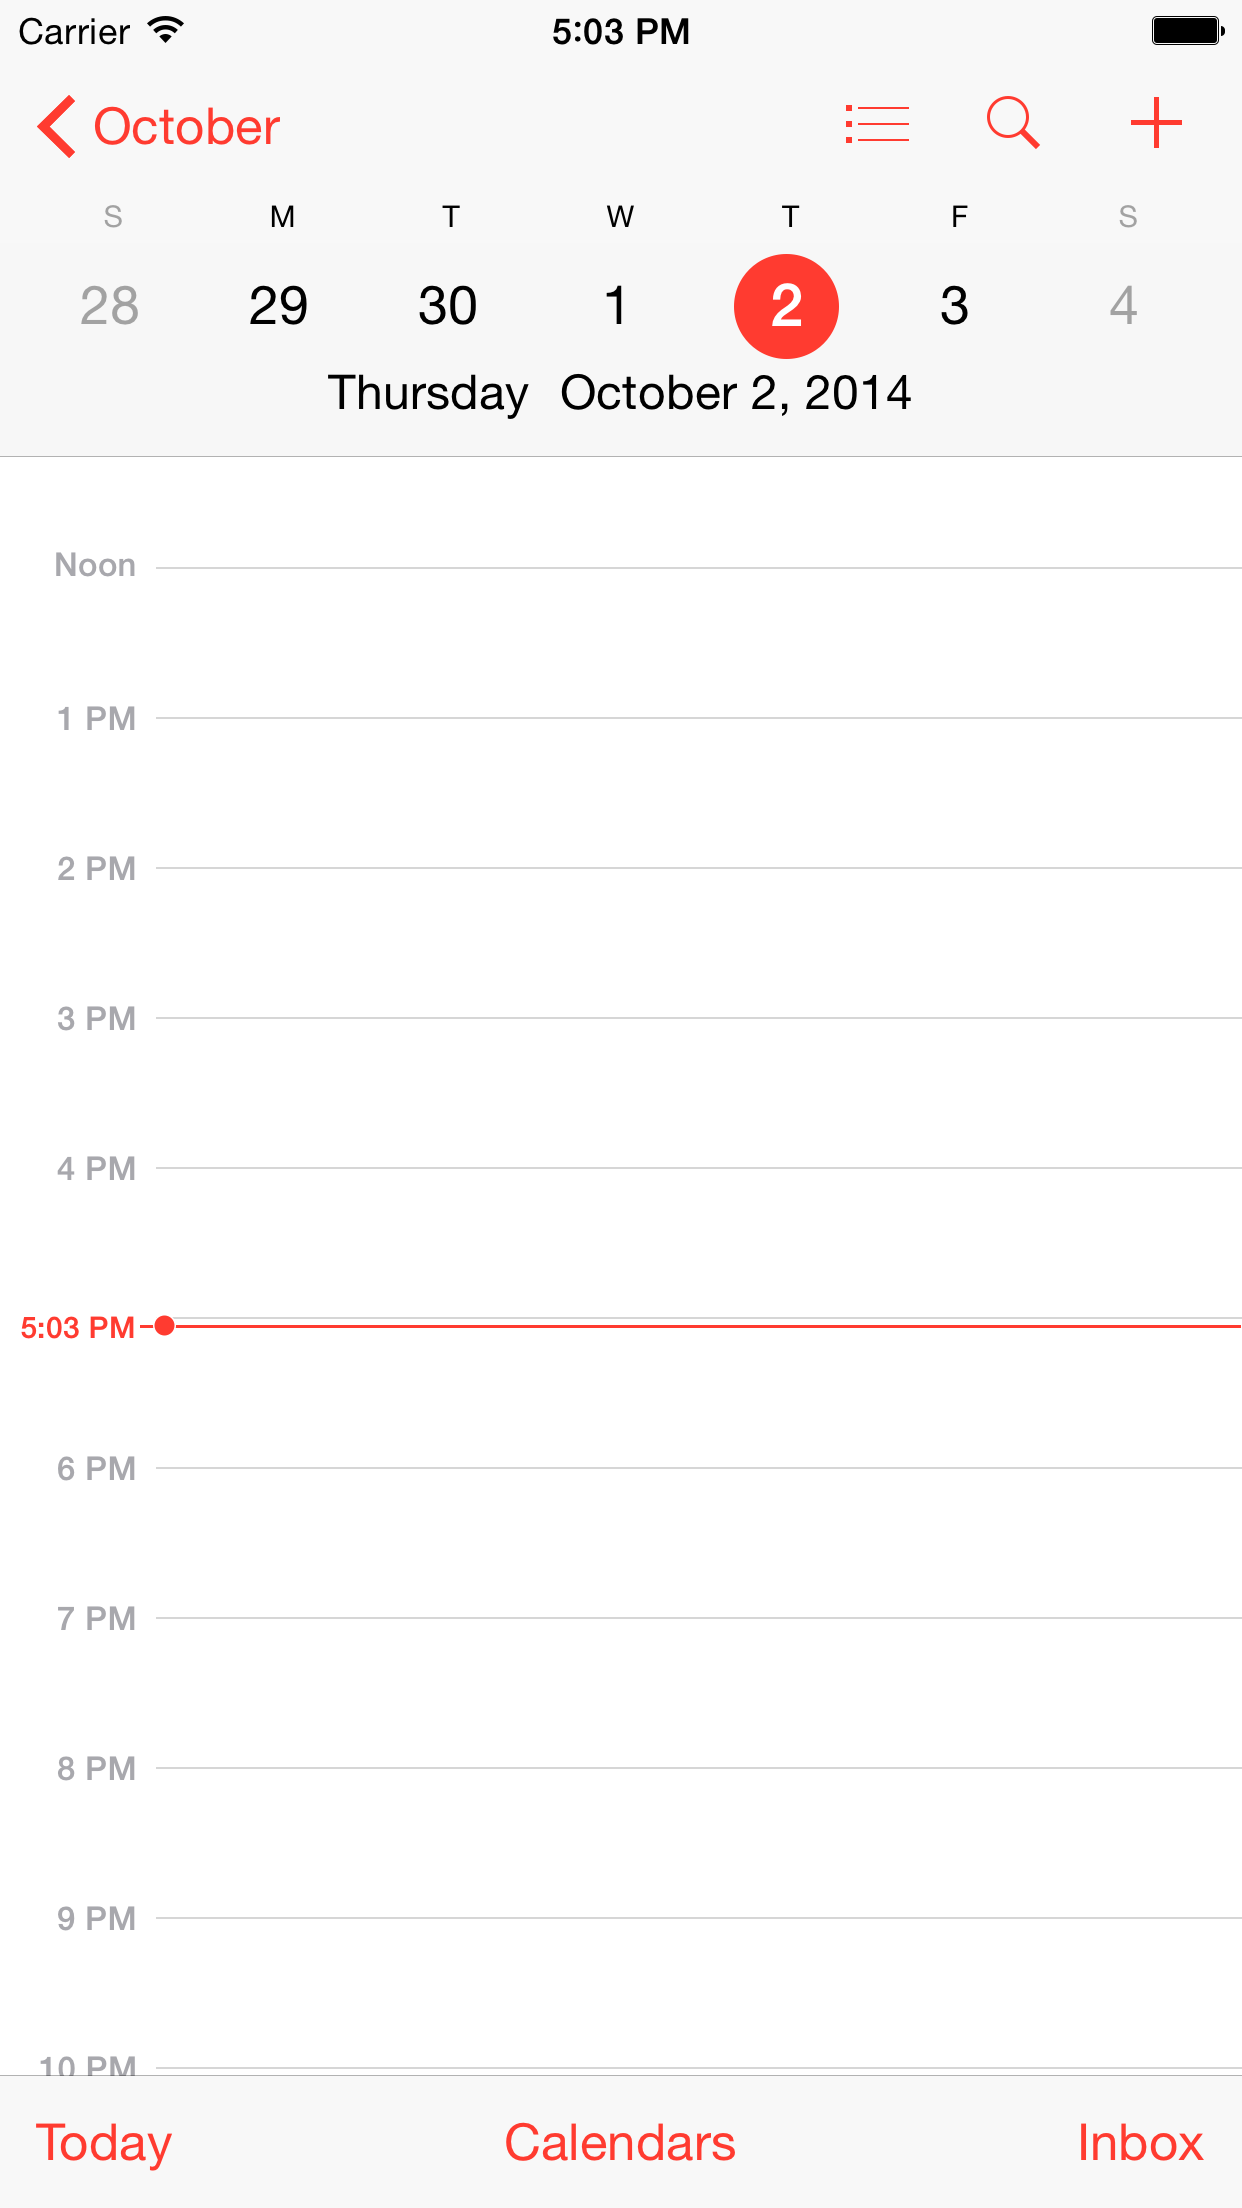 Carrier 5:03 PM
October
S M T W T F S
28 29 30 1 2 3 4
Thursday October 2, 2014
Noon
1 PM
2 PM
3 PM
4 PM
5:03 PM
6 PM
7 PM
8 PM
9 PM
10 PM
Today Calendars Inbox